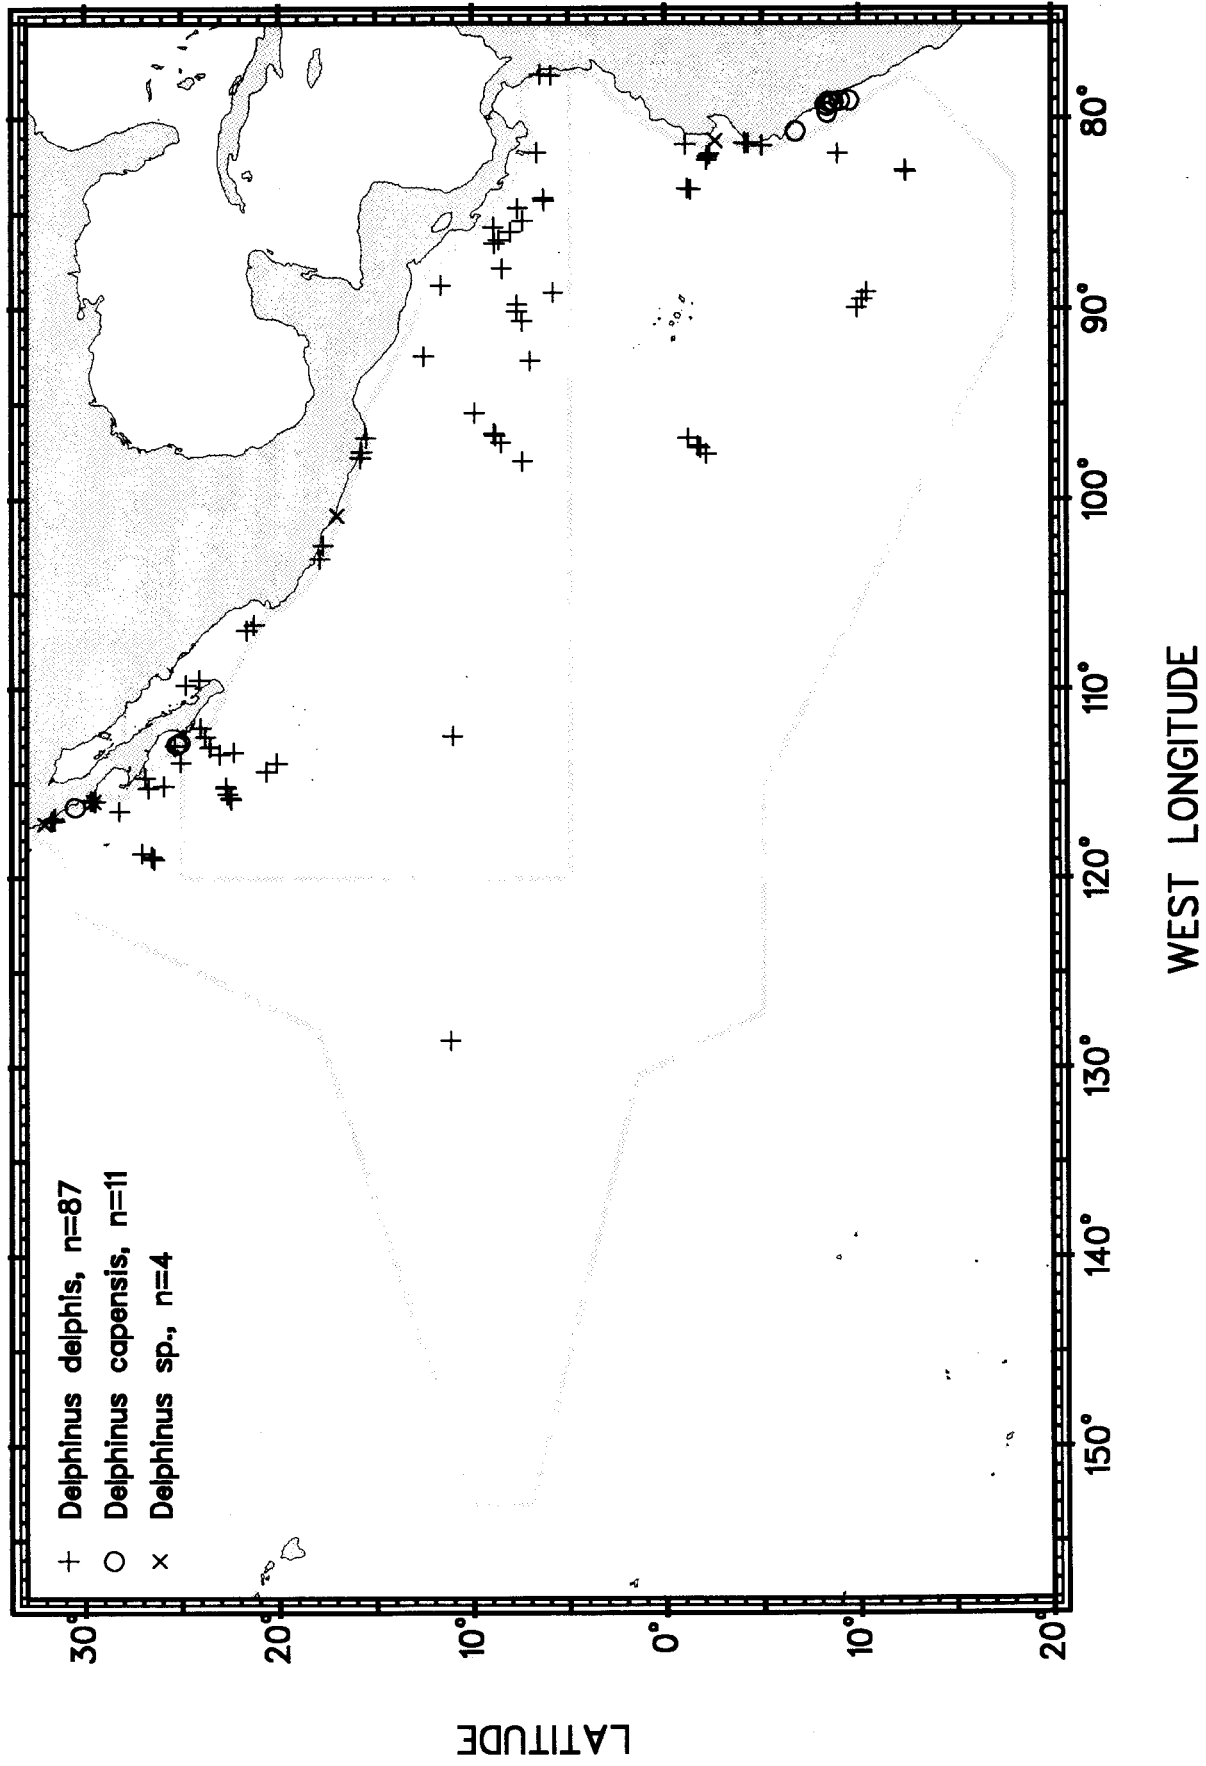 + Delphinus delphis, n=87
○ Delphinus capensis, n=11
× Delphinus sp., n=4
LATITUDE
30°
20°
10°
0°
10°
20°
150°
140°
130°
120°
110°
100°
90°
80°
WEST LONGITUDE